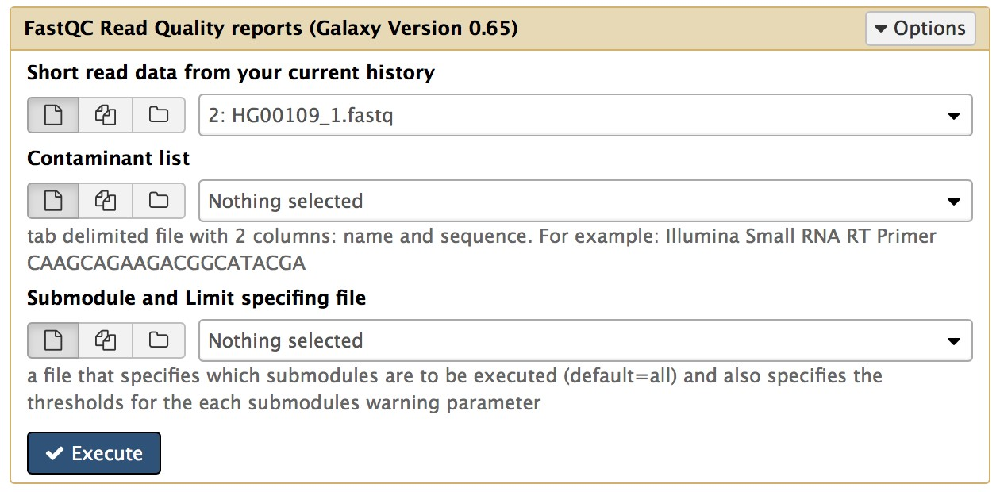 FastQC Read Quality reports (Galaxy Version 0.65)
Options
Short read data from your current history
2: HG00109_1.fastq
Contaminant list
Nothing selected
tab delimited file with 2 columns: name and sequence. For example: Illumina Small RNA RT Primer
CAAGCAGAAGACGGCATACGA
Submodule and Limit specifing file
Nothing selected
a file that specifies which submodules are to be executed (default=all) and also specifies the
thresholds for the each submodules warning parameter
Execute